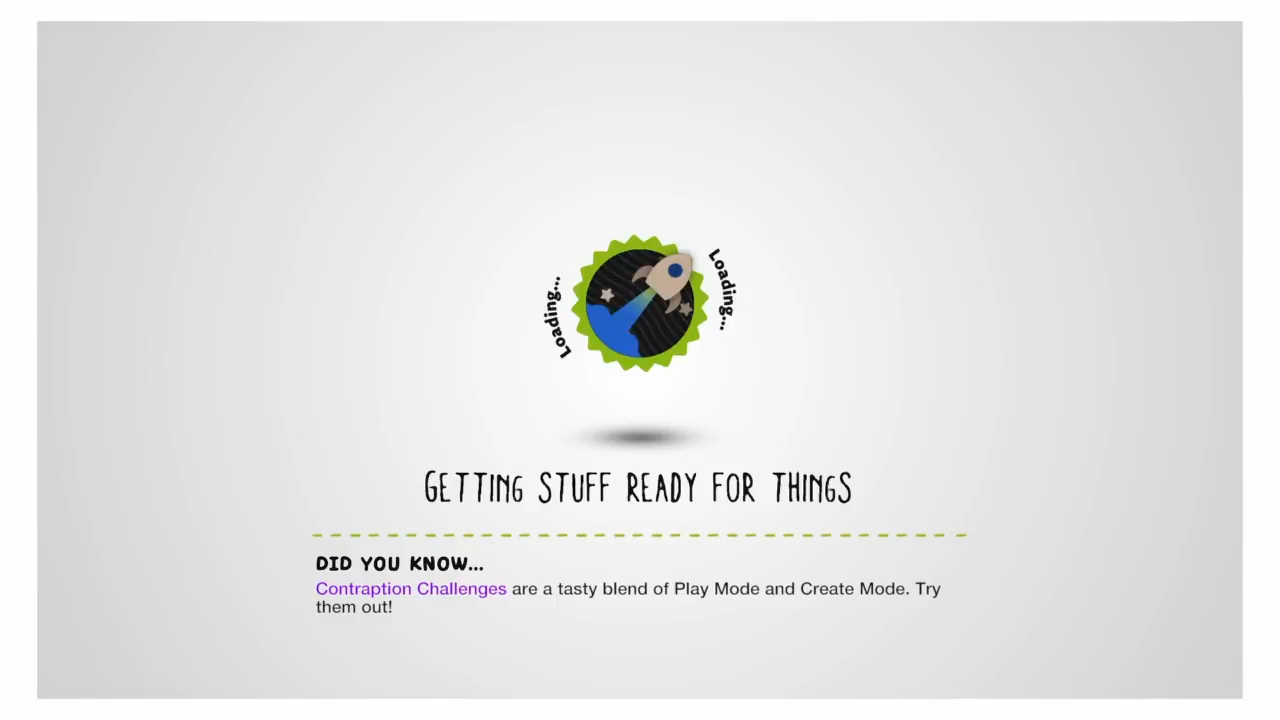 Loading...
Loading...
GETTING STUFF READY FOR THINGS
DID YOU KNOW...
Contraption Challenges are a tasty blend of Play Mode and Create Mode. Try
them out!